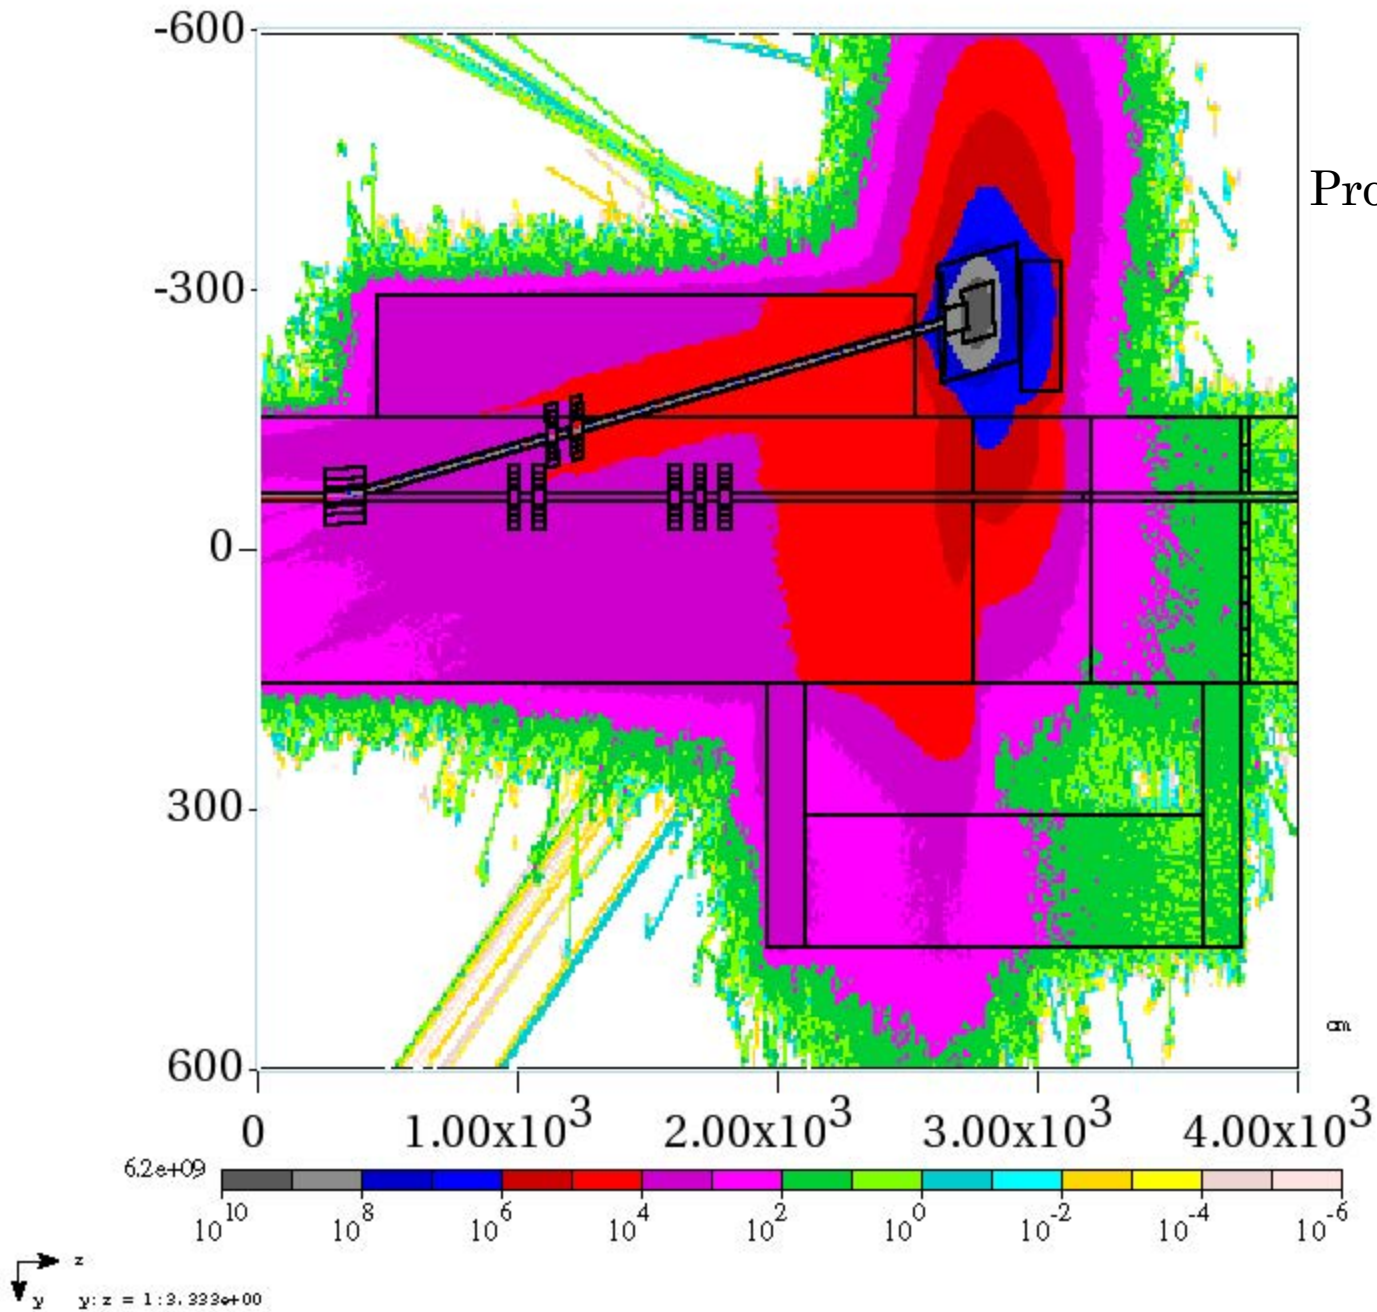 -600
Pro
-300
0
300
cm
600
0 1.00x10³ 2.00x10³ 3.00x10³ 4.00x10³
6.2e+09
10¹⁰ 10⁸ 10⁶ 10⁴ 10² 10⁰ 10⁻² 10⁻⁴ 10⁻⁶
z
y y:z = 1:3.333e+00